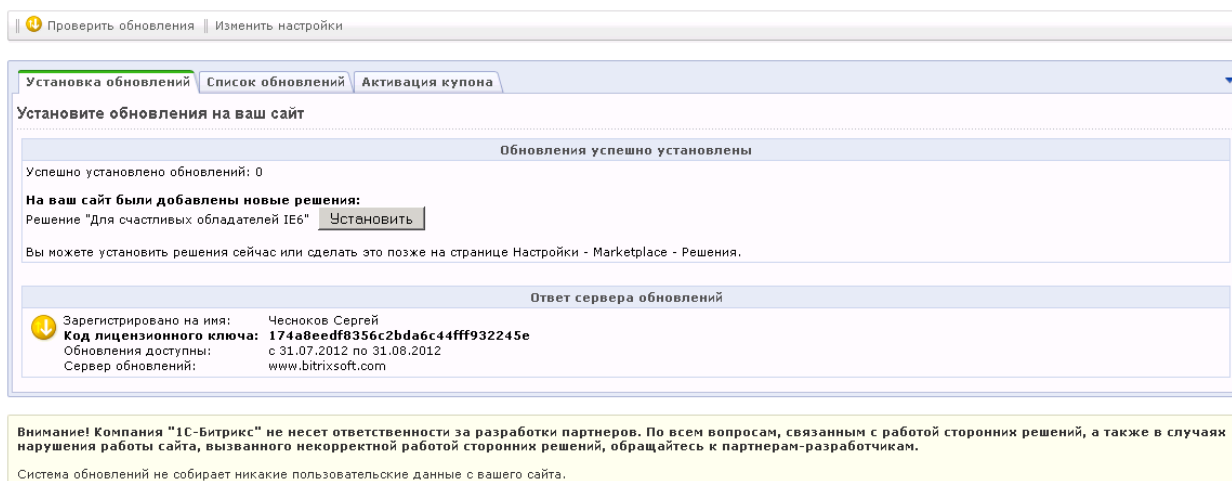 Проверить обновления Изменить настройки
Установка обновлений Список обновлений Активация купона
Установите обновления на ваш сайт
Обновления успешно установлены
Успешно установлено обновлений: 0
На ваш сайт были добавлены новые решения:
Решение "Для счастливых обладателей IE6" Установить
Вы можете установить решения сейчас или сделать это позже на странице Настройки - Marketplace - Решения.
Ответ сервера обновлений
Зарегистрировано на имя: Чесноков Сергей
Код лицензионного ключа: 174a8eedf8356c2bda6c44fff932245e
Обновления доступны: с 31.07.2012 по 31.08.2012
Сервер обновлений: www.bitrixsoft.com
Внимание! Компания "1С-Битрикс" не несет ответственности за разработки партнеров. По всем вопросам, связанным с работой сторонних решений, а также в случаях
нарушения работы сайта, вызванного некорректной работой сторонних решений, обращайтесь к партнерам-разработчикам.
Система обновлений не собирает никакие пользовательские данные с вашего сайта.